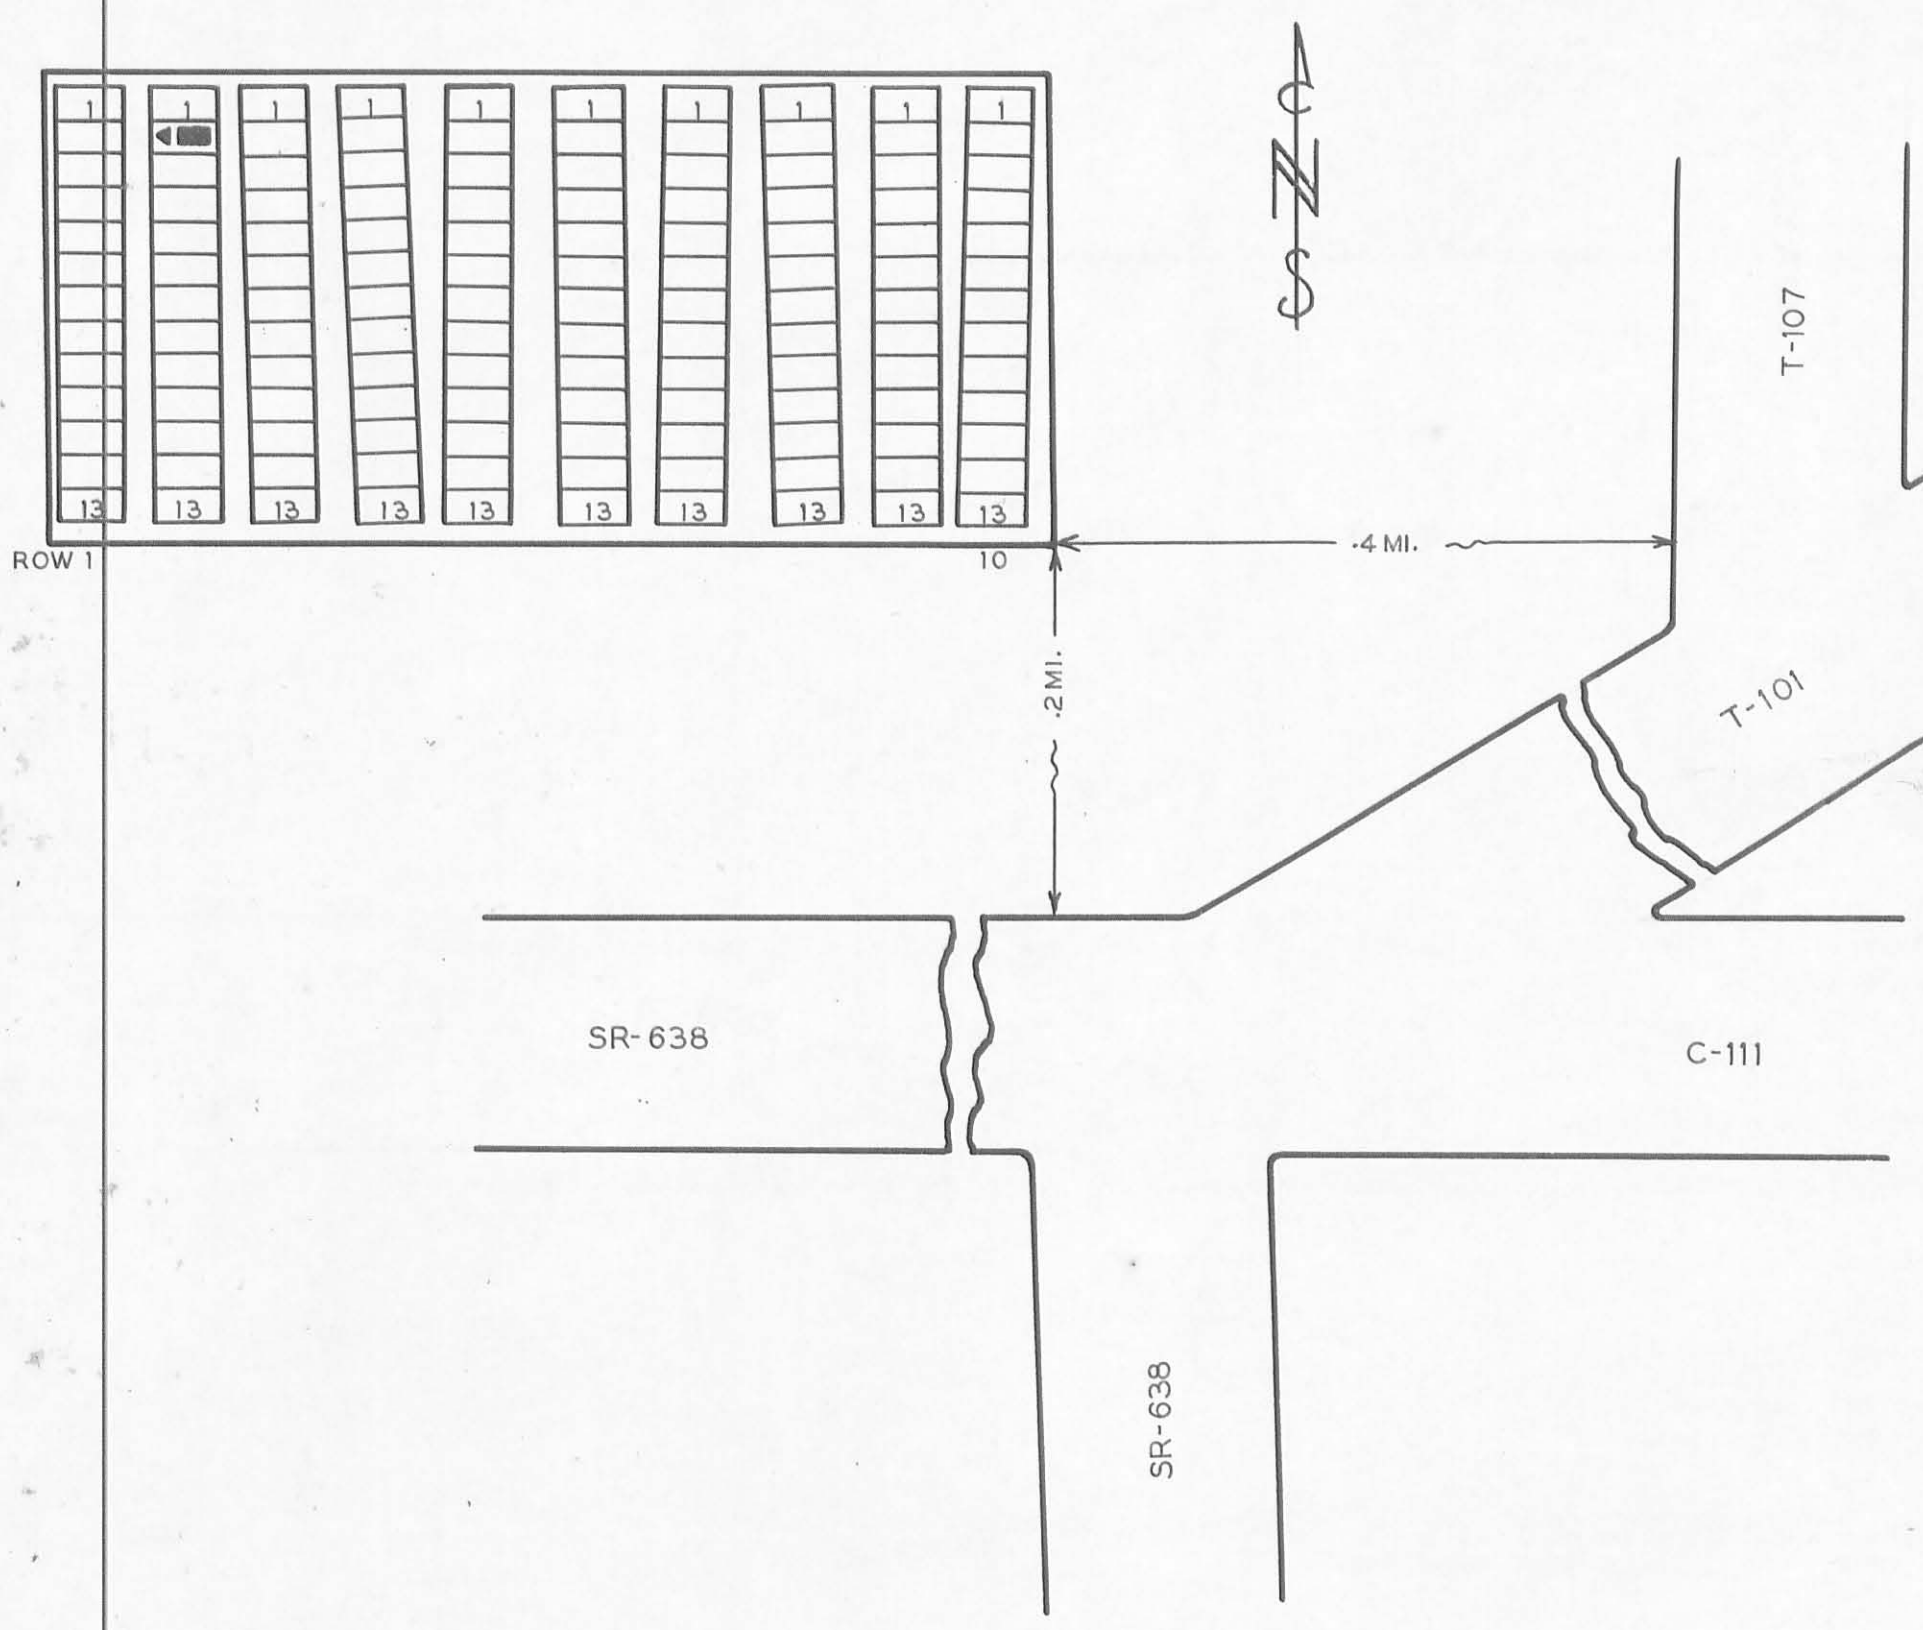 1 1 1 1 1 1 1 1 1 1
13 13 13 13 13 13 13 13 13 13
ROW 1
10
N
S
.4 MI.
.2 MI.
T-107
T-101
SR-638
C-111
SR-638